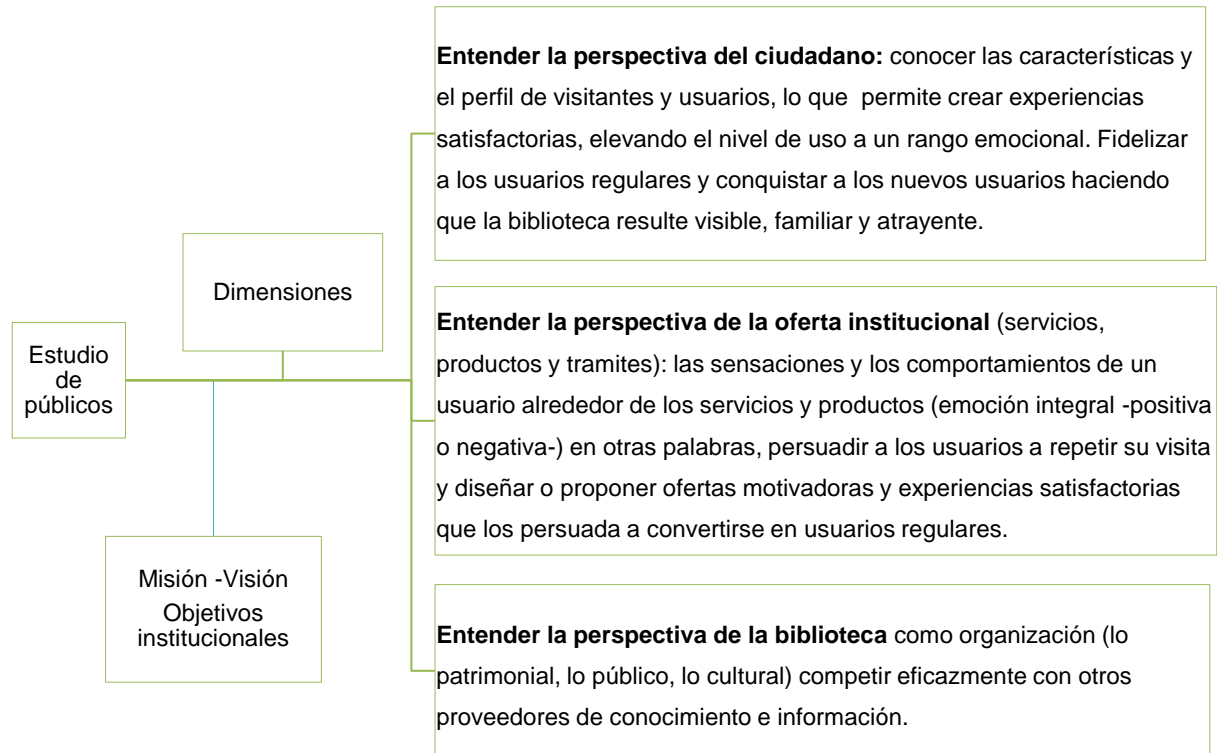 Estudio
de
públicos
Dimensiones
Misión -Visión
Objetivos
institucionales
Entender la perspectiva del ciudadano: conocer las características y
el perfil de visitantes y usuarios, lo que permite crear experiencias
satisfactorias, elevando el nivel de uso a un rango emocional. Fidelizar
a los usuarios regulares y conquistar a los nuevos usuarios haciendo
que la biblioteca resulte visible, familiar y atrayente.
Entender la perspectiva de la oferta institucional (servicios,
productos y tramites): las sensaciones y los comportamientos de un
usuario alrededor de los servicios y productos (emoción integral -positiva
o negativa-) en otras palabras, persuadir a los usuarios a repetir su visita
y diseñar o proponer ofertas motivadoras y experiencias satisfactorias
que los persuada a convertirse en usuarios regulares.
Entender la perspectiva de la biblioteca como organización (lo
patrimonial, lo público, lo cultural) competir eficazmente con otros
proveedores de conocimiento e información.